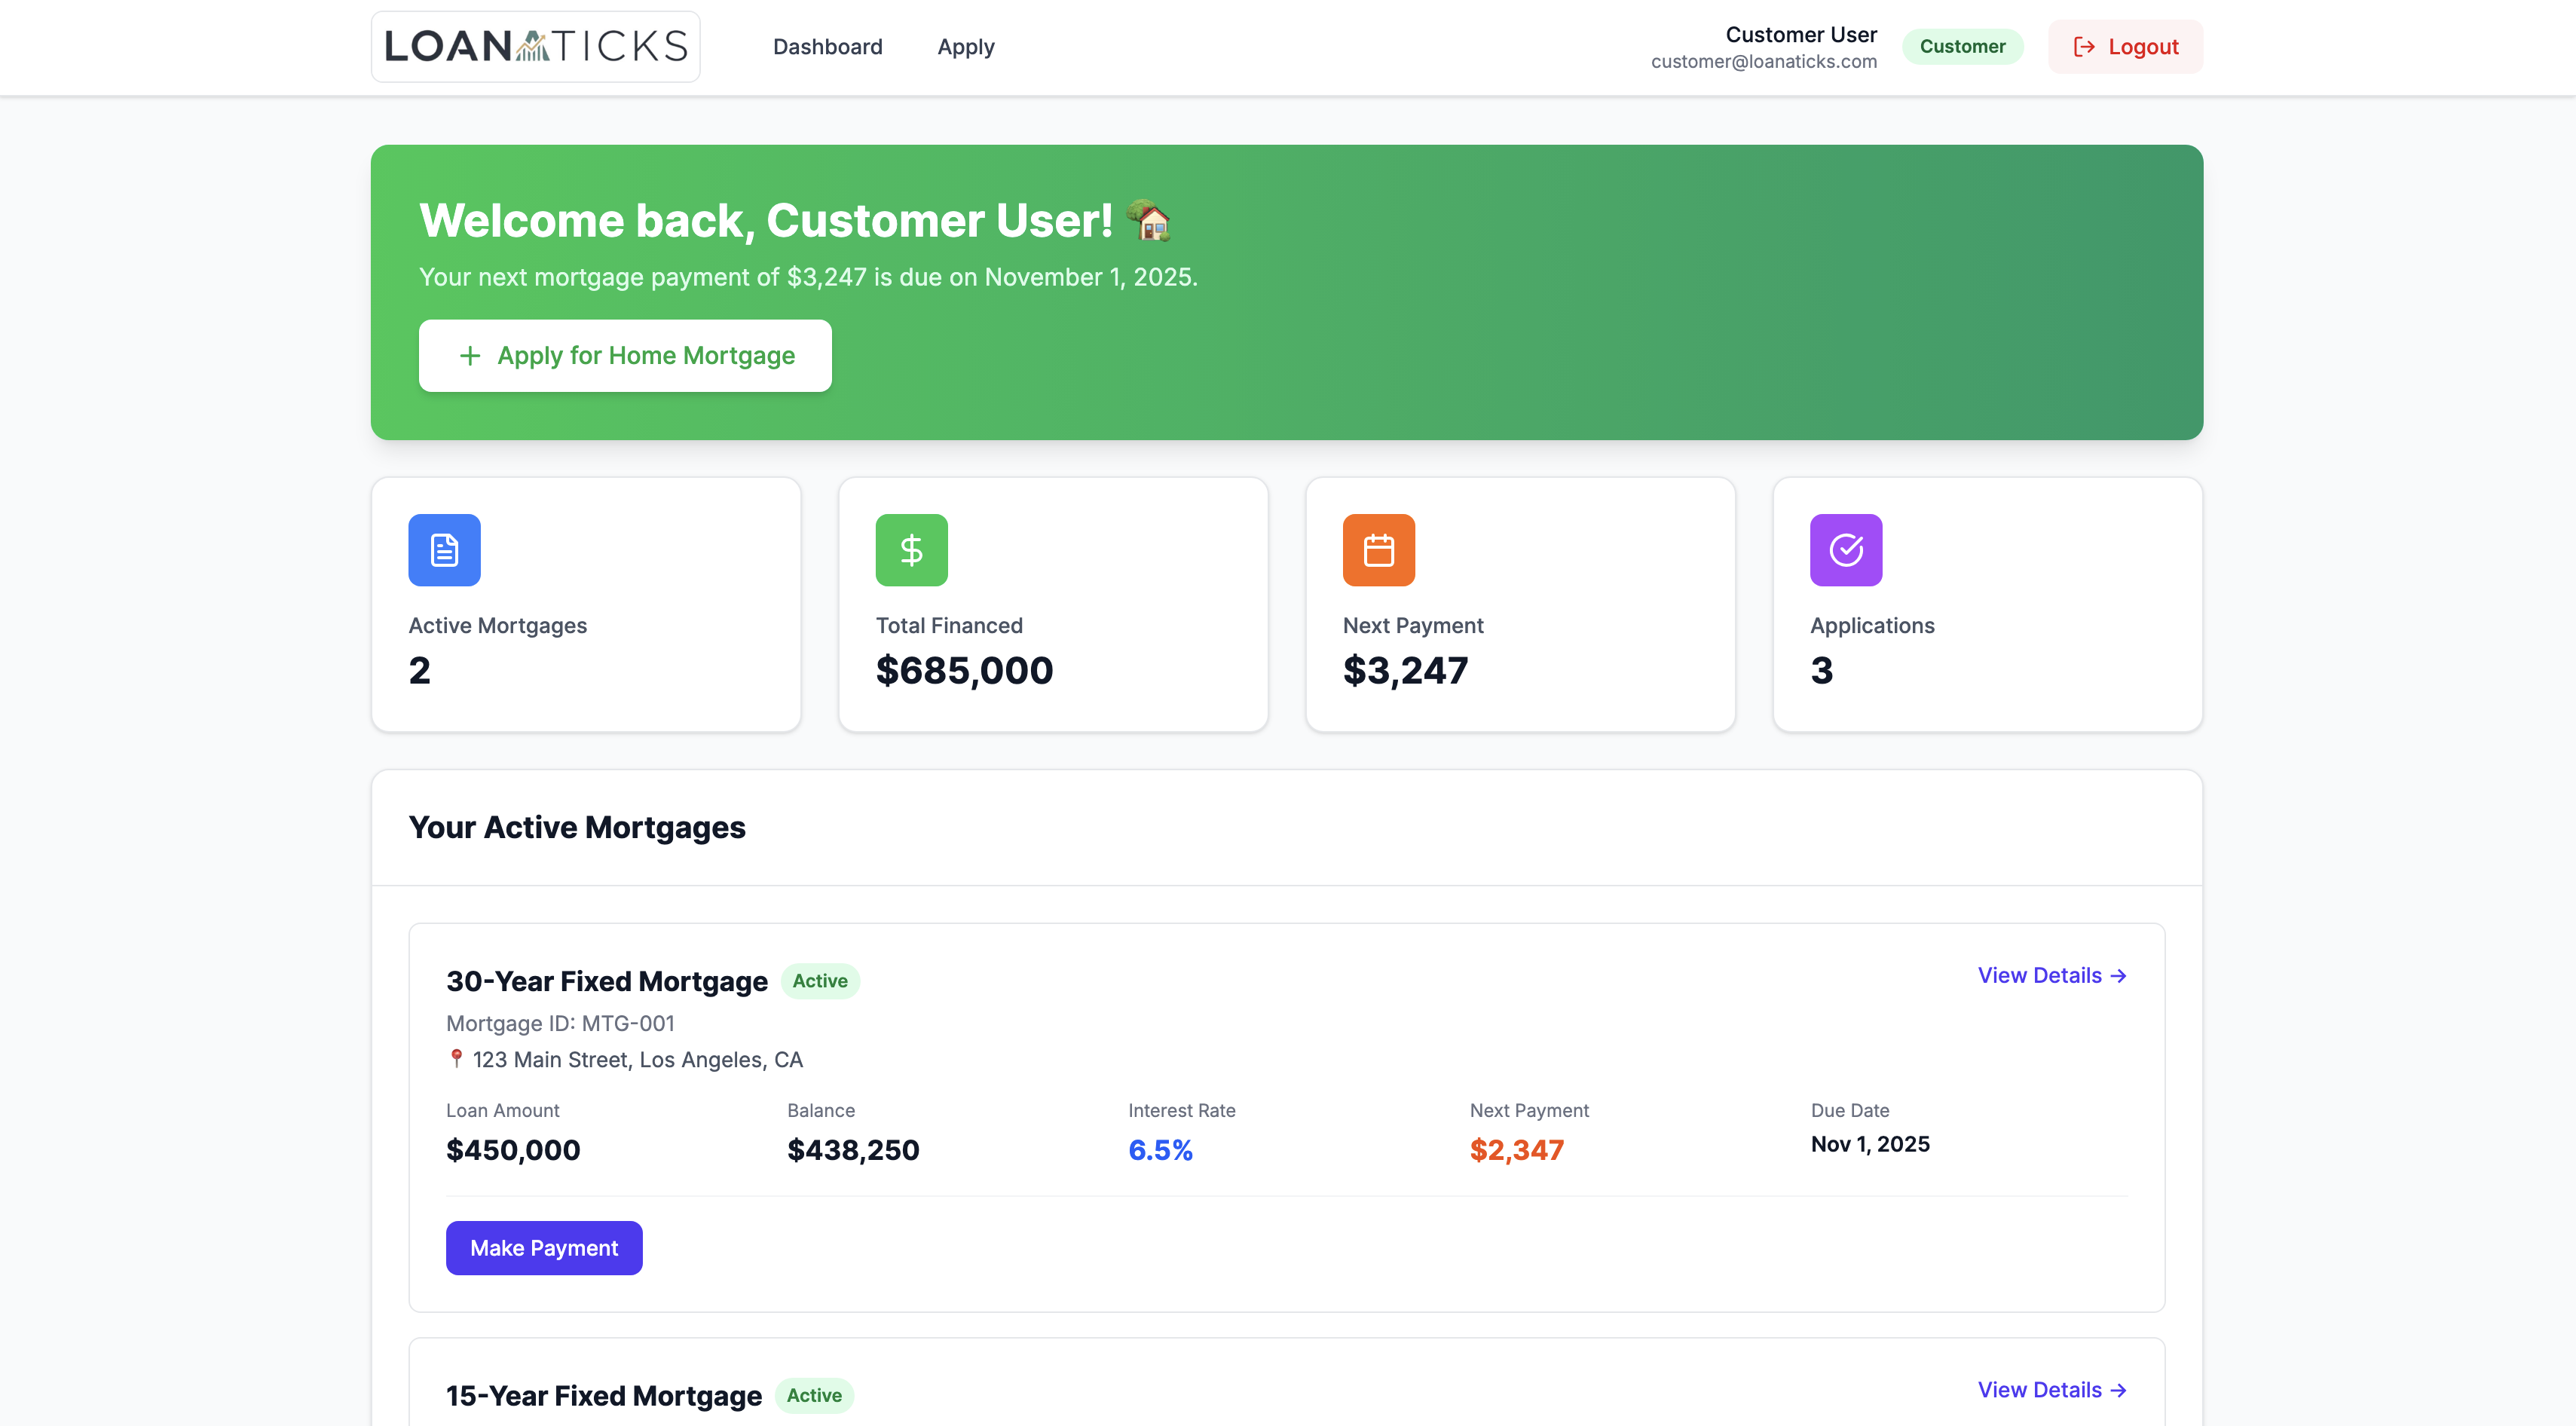 LOANATICKS
Dashboard
Apply
Customer User
customer@loanaticks.com
Customer
Logout
Welcome back, Customer User!
Your next mortgage payment of $3,247 is due on November 1, 2025.
+ Apply for Home Mortgage
Active Mortgages
2
Total Financed
$685,000
Next Payment
$3,247
Applications
3
Your Active Mortgages
30-Year Fixed Mortgage
Active
View Details →
Mortgage ID: MTG-001
123 Main Street, Los Angeles, CA
Loan Amount
$450,000
Balance
$438,250
Interest Rate
6.5%
Next Payment
$2,347
Due Date
Nov 1, 2025
Make Payment
15-Year Fixed Mortgage
Active
View Details →